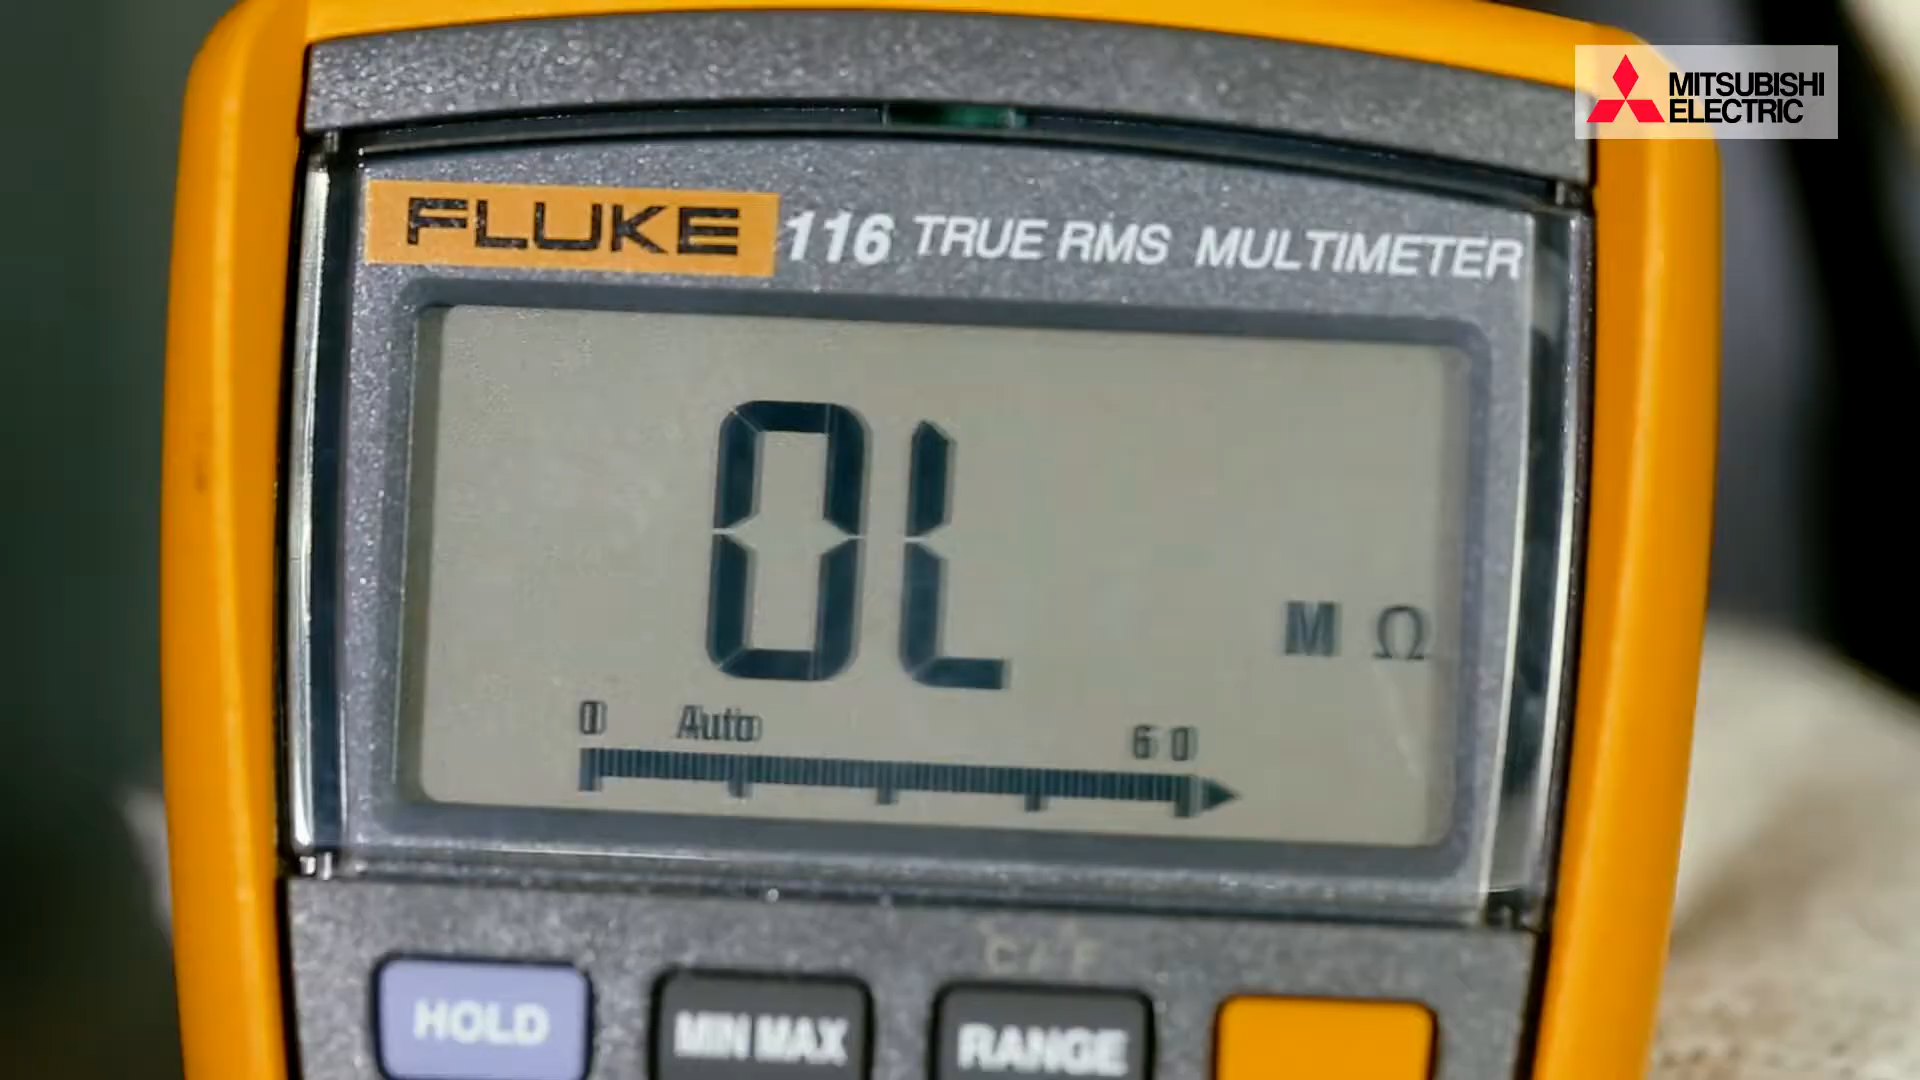 MITSUBISHI
ELECTRIC
FLUKE 116 TRUE RMS MULTIMETER
OL
M Ω
0 Auto 60
°C/°F
HOLD MIN MAX RANGE